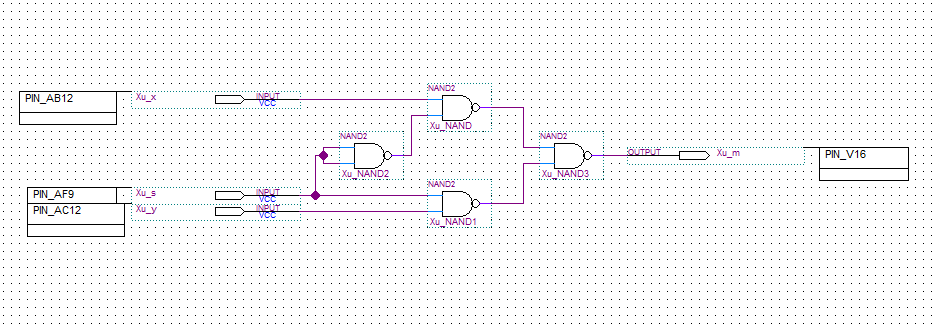 NAND2
PIN_AB12
Xu_x
INPUT
VCC
Xu_NAND
NAND2
NAND2
OUTPUT
Xu_m
PIN_V16
Xu_NAND2
Xu_NAND3
NAND2
PIN_AF9
Xu_s
INPUT
VCC
PIN_AC12
Xu_y
INPUT
VCC
Xu_NAND1